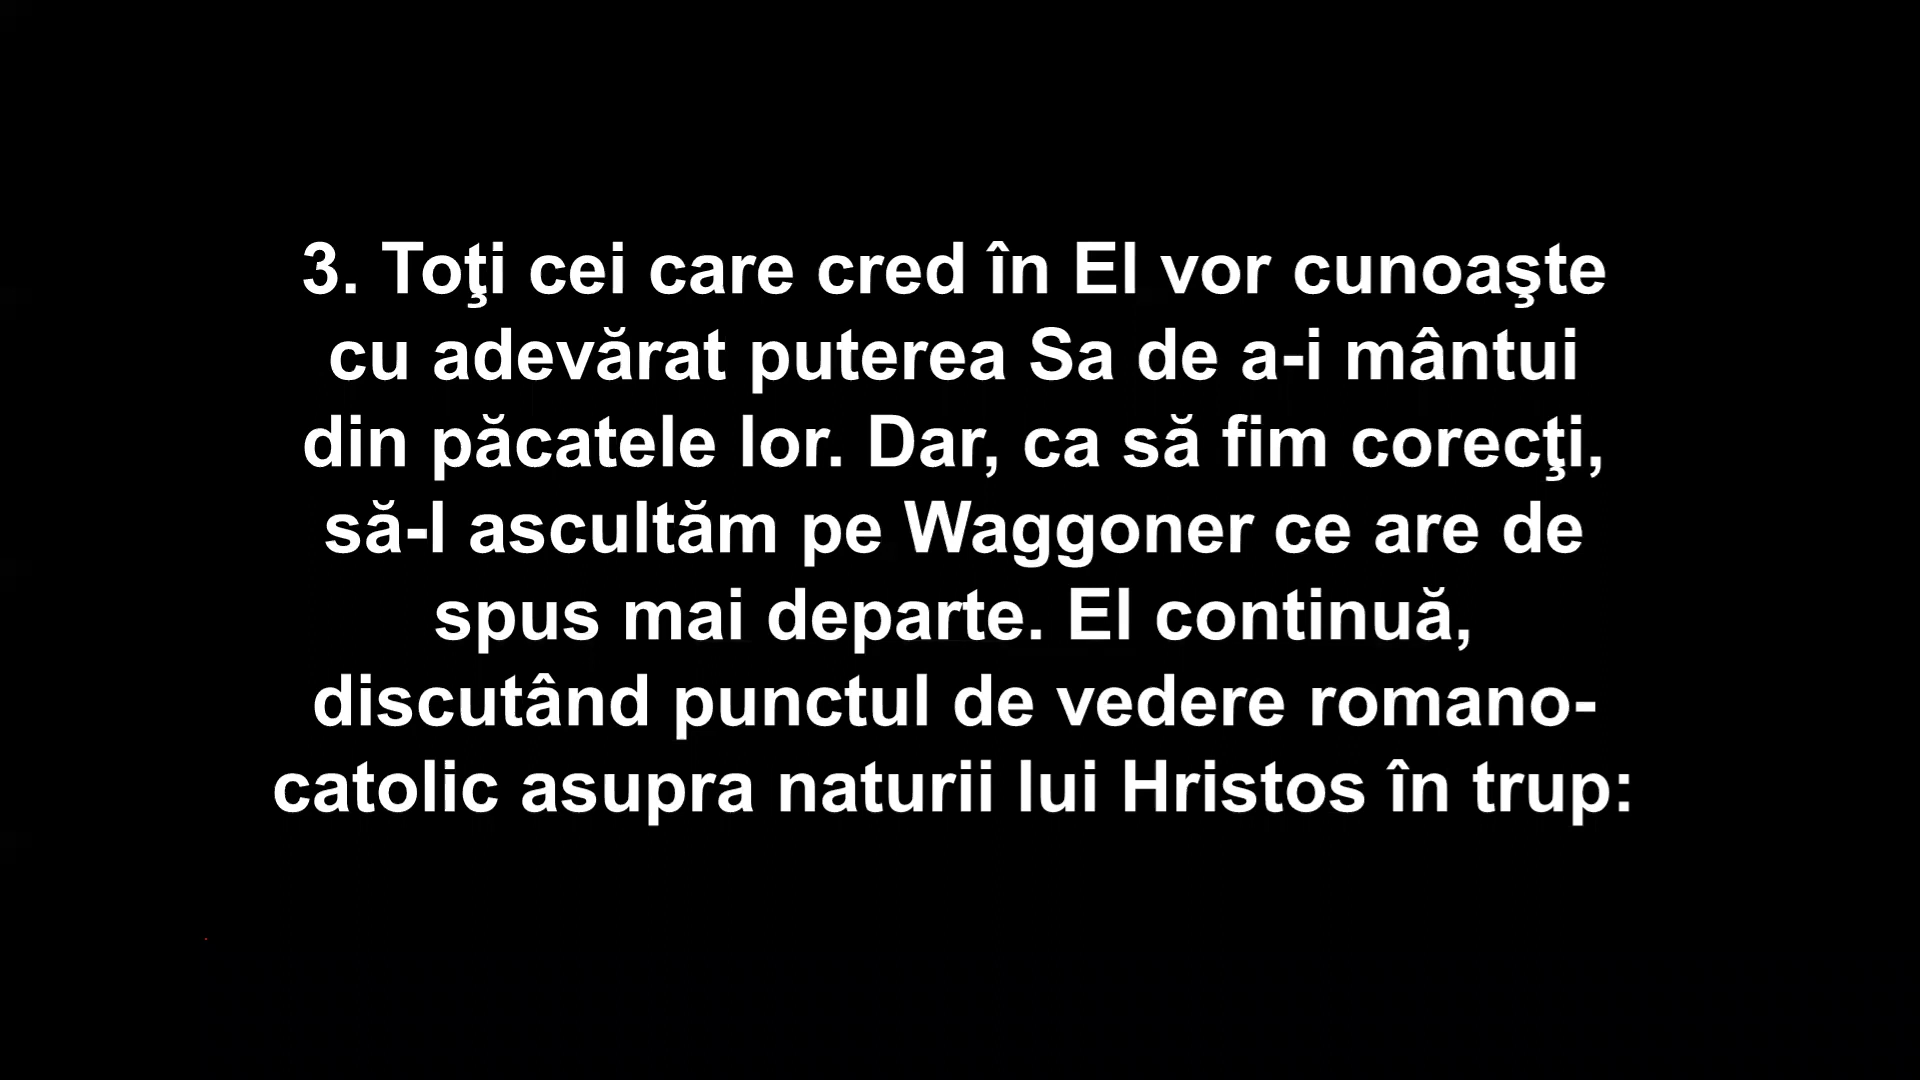 3. Toţi cei care cred în El vor cunoaşte
cu adevărat puterea Sa de a-i mântui
din păcatele lor. Dar, ca să fim corecţi,
să-l ascultăm pe Waggoner ce are de
spus mai departe. El continuă,
discutând punctul de vedere romano-
catolic asupra naturii lui Hristos în trup: